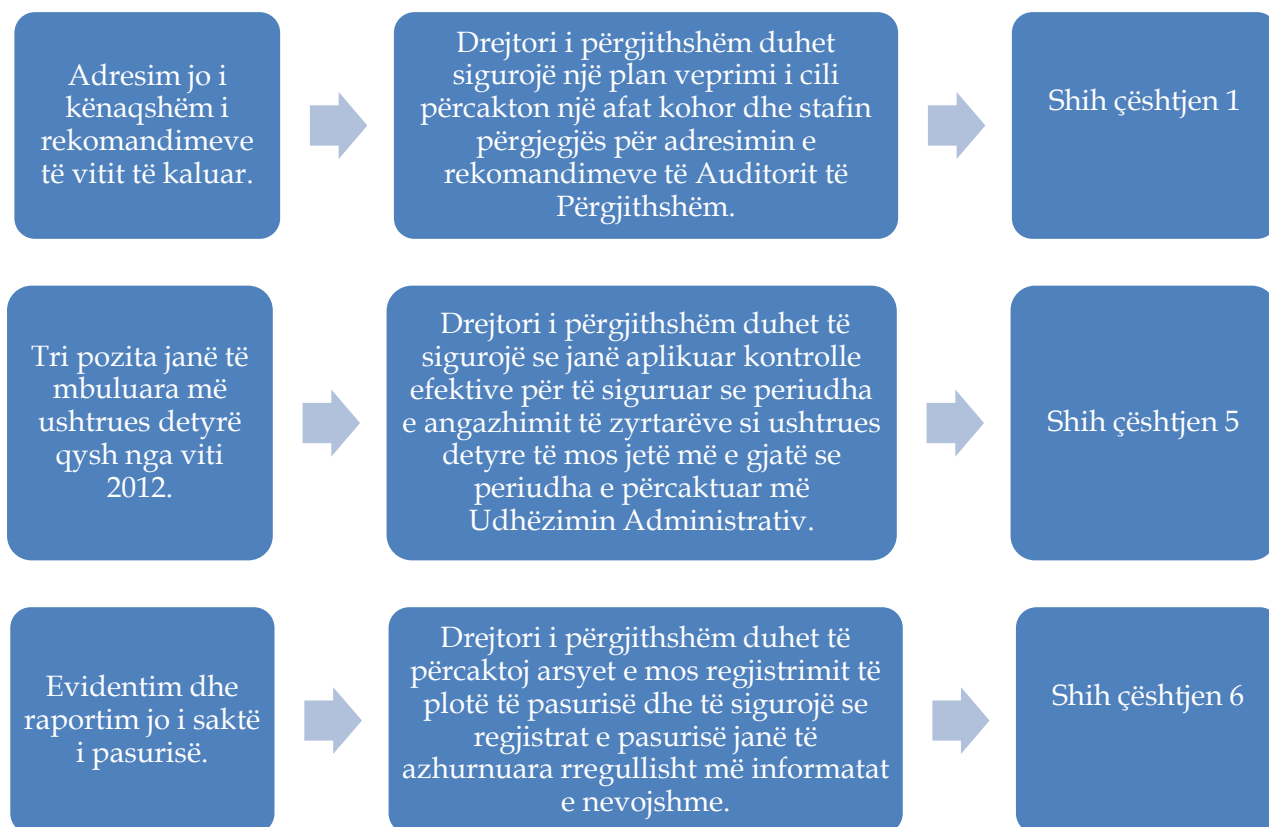 Adresim jo i
kënaqshëm i
rekomandimeve
të vitit të kaluar.
Drejtori i përgjithshëm duhet
sigurojë një plan veprimi i cili
përcakton një afat kohor dhe stafin
përgjegjës për adresimin e
rekomandimeve të Auditorit të
Përgjithshëm.
Shih çështjen 1
Tri pozita janë të
mbuluara më
ushtrues detyrë
qysh nga viti
2012.
Drejtori i përgjithshëm duhet të
sigurojë se janë aplikuar kontrolle
efektive për të siguruar se periudha
e angazhimit të zyrtarëve si ushtrues
detyre të mos jetë më e gjatë se
periudha e përcaktuar më
Udhëzimin Administrativ.
Shih çështjen 5
Evidentim dhe
raportim jo i saktë
i pasurisë.
Drejtori i përgjithshëm duhet të
përcaktoj arsyet e mos regjistrimit të
plotë të pasurisë dhe të sigurojë se
regjistrat e pasurisë janë të
azhurnuara rregullisht më informatat
e nevojshme.
Shih çështjen 6